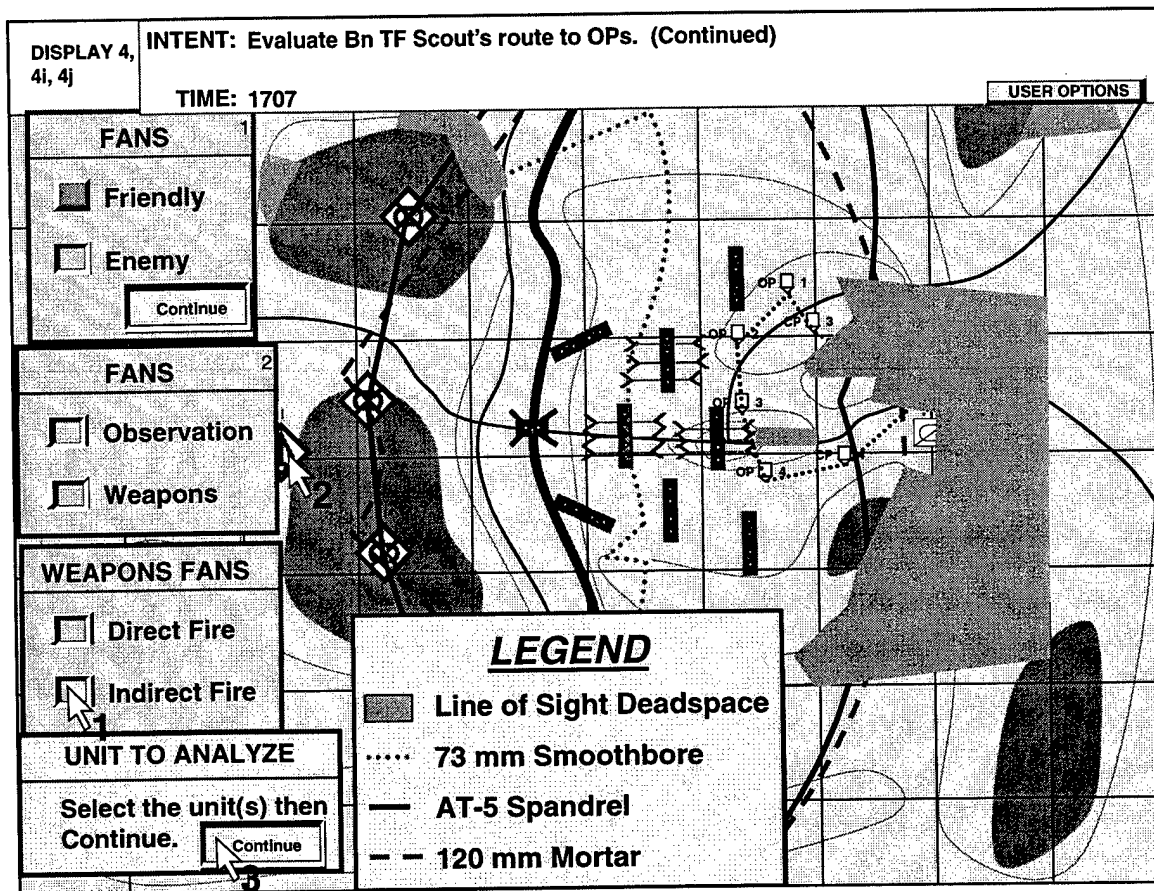 DISPLAY 4,
4i, 4j
INTENT: Evaluate Bn TF Scout's route to OPs. (Continued)
TIME: 1707
USER OPTIONS
FANS 1
Friendly
Enemy
Continue
FANS 2
Observation
Weapons
2
WEAPONS FANS
Direct Fire
Indirect Fire
1
UNIT TO ANALYZE
Select the unit(s) then
Continue.
Continue
3
OP 1
CP 3
OP
OP 3
OP 4
LEGEND
Line of Sight Deadspace
73 mm Smoothbore
AT-5 Spandrel
120 mm Mortar